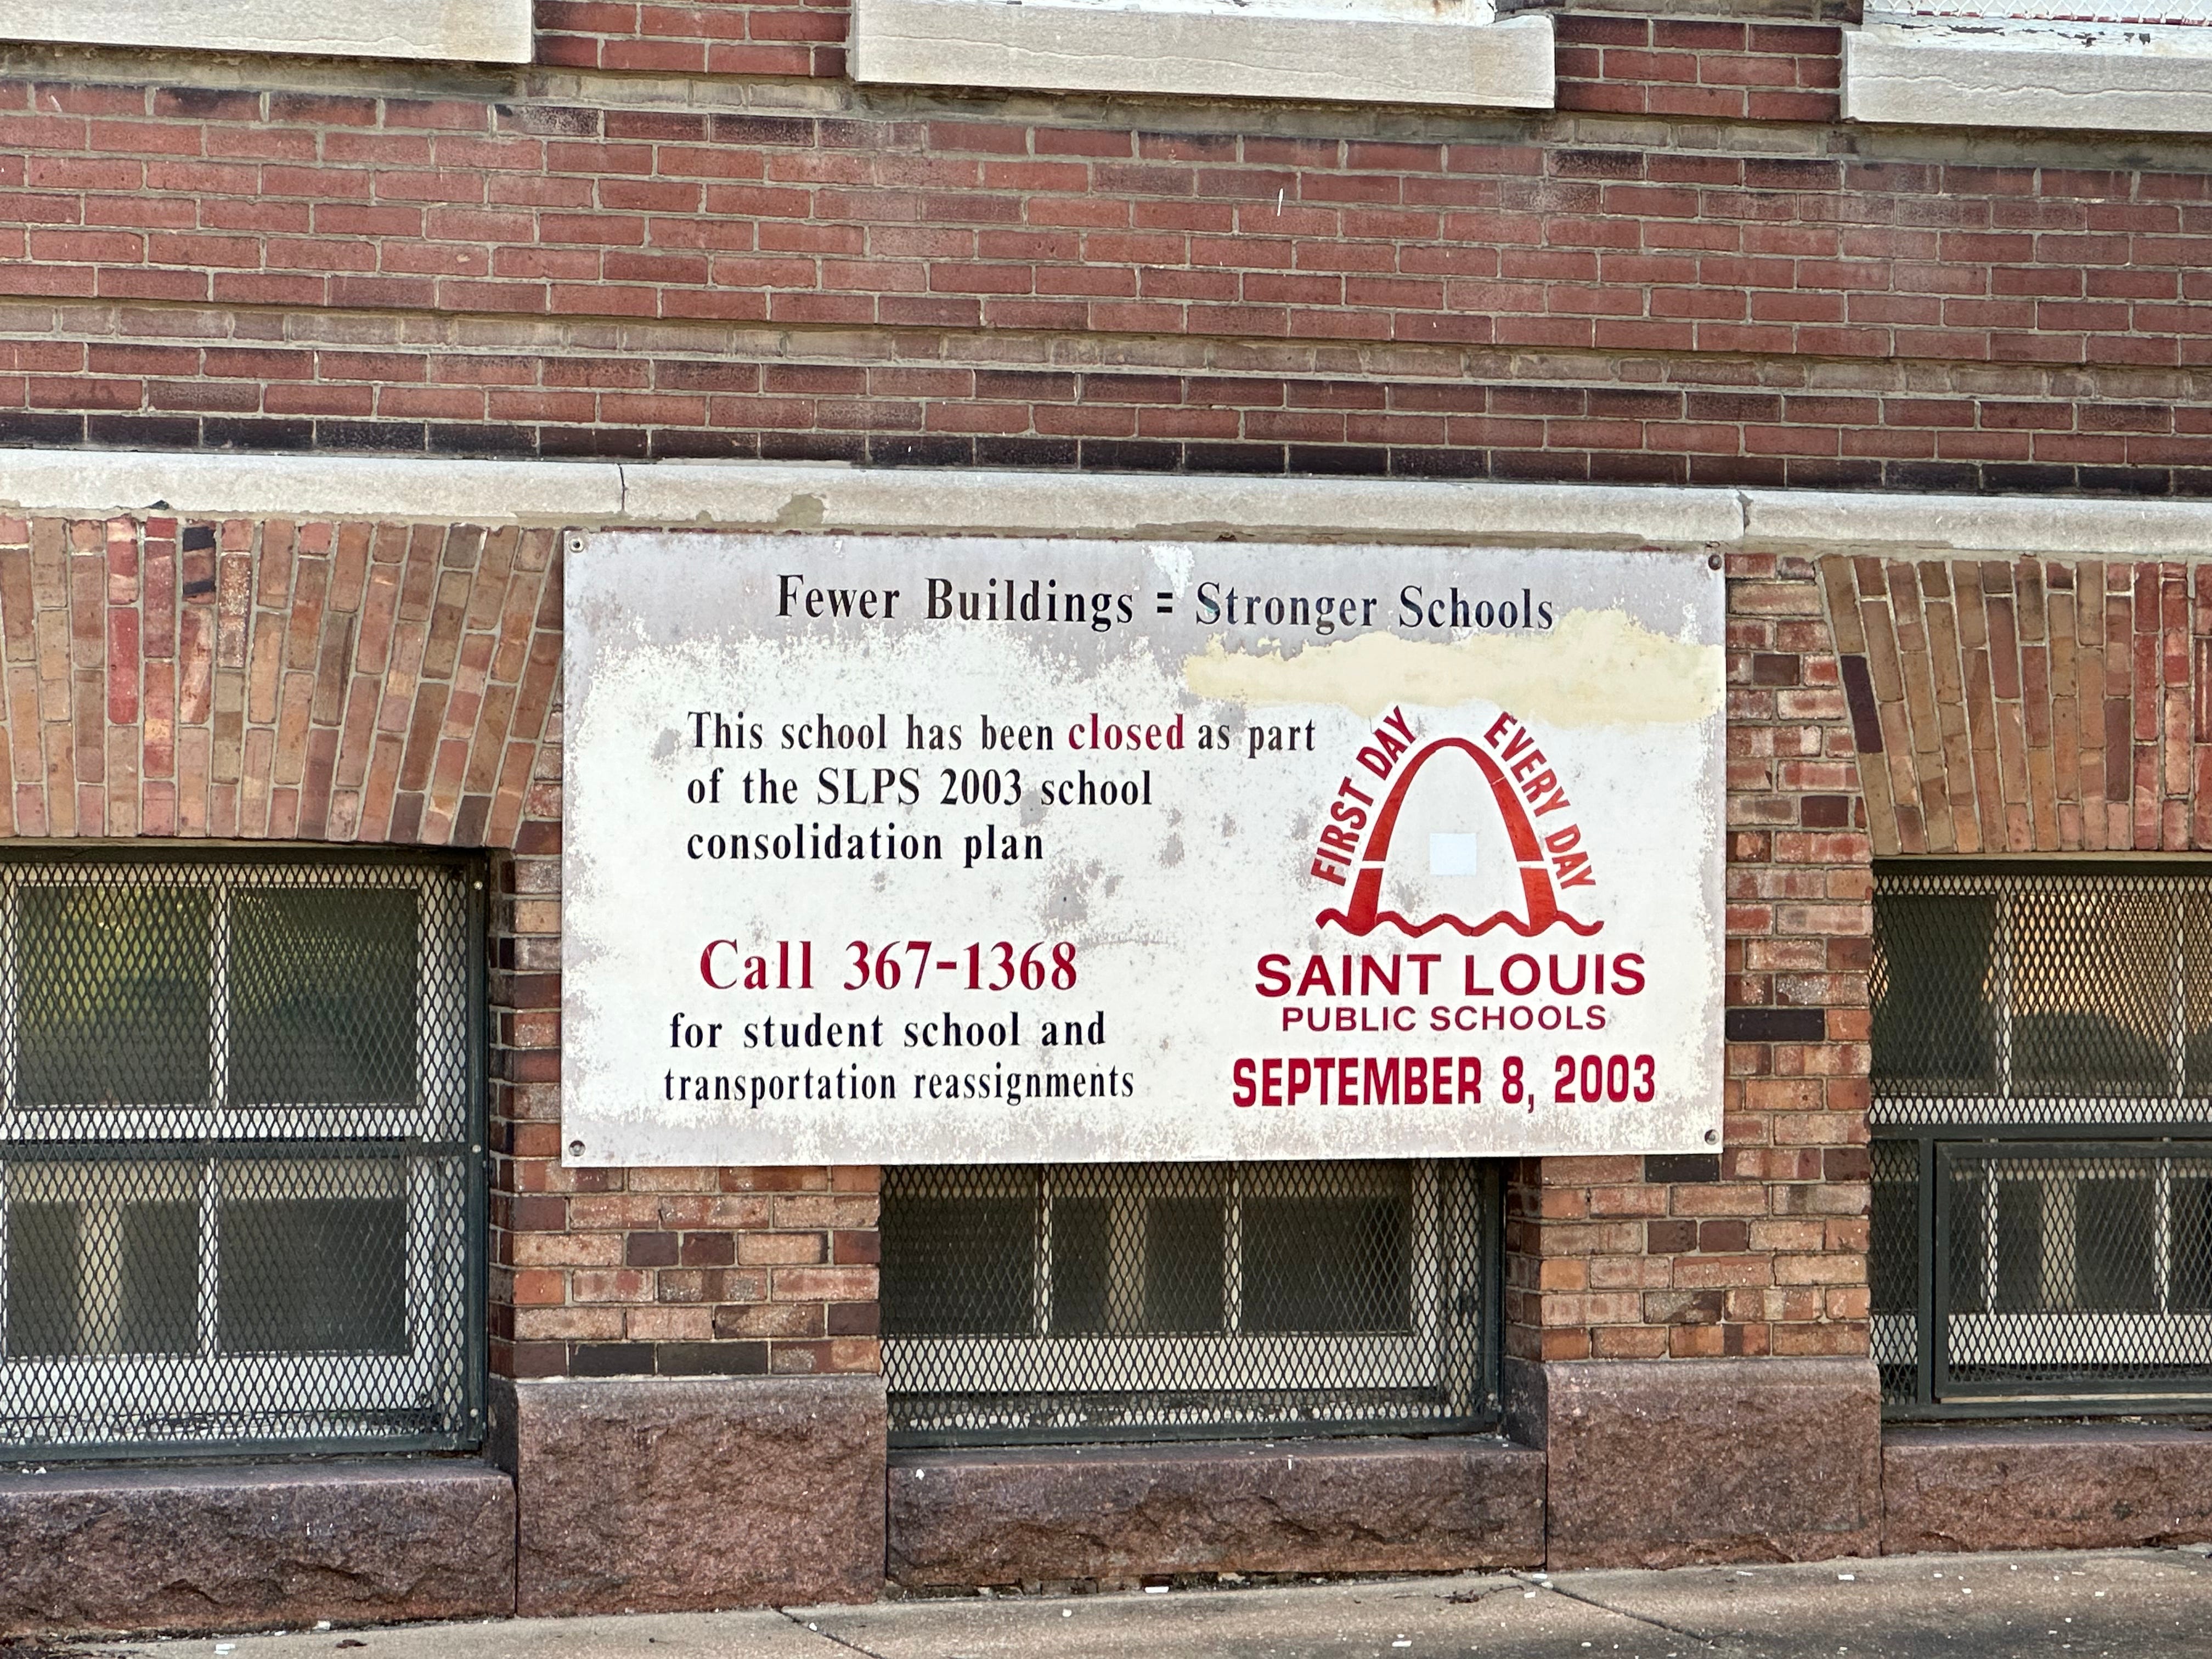 Fewer Buildings = Stronger Schools
This school has been closed as part
of the SLPS 2003 school
consolidation plan
Call 367-1368
for student school and
transportation reassignments
FIRST DAY EVERY DAY
SAINT LOUIS
PUBLIC SCHOOLS
SEPTEMBER 8, 2003